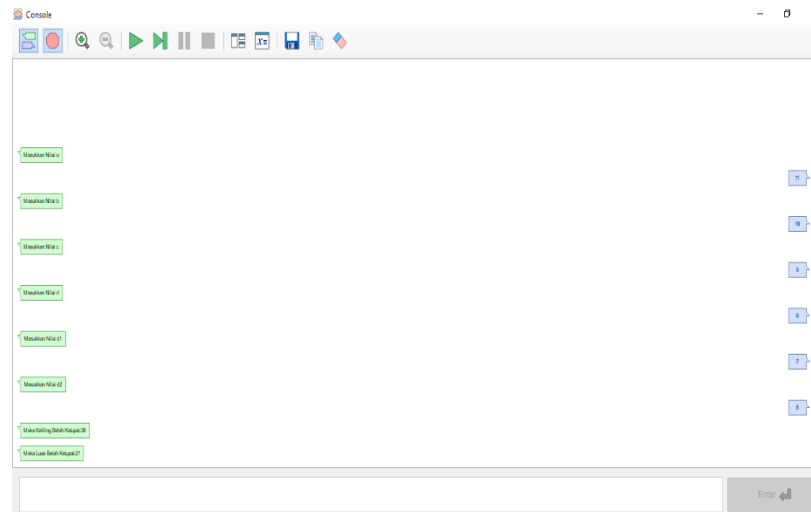 Console
Masukkan Nilai a
11
Masukkan Nilai b
10
Masukkan Nilai c
9
Masukkan Nilai d
8
Masukkan Nilai d1
7
Masukkan Nilai d2
6
Maka Keliling Belah Ketupat:38
Maka Luas Belah Ketupat:21
Enter